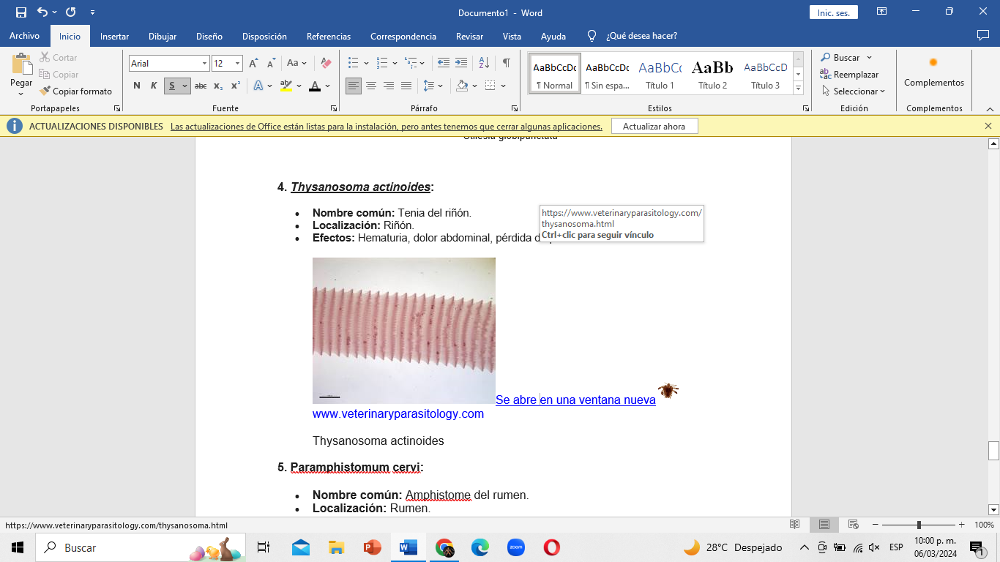 Documento1 - Word
Inic. ses.
Archivo Inicio Insertar Dibujar Diseño Disposición Referencias Correspondencia Revisar Vista Ayuda ¿Qué desea hacer?
Pegar
Cortar
Copiar
Copiar formato
Portapapeles
Arial 12
Aa
N K S abc x₂ x²
Fuente
Párrafo
AaBbCcDc AaBbCcDc AaBbCc AaBb AaBbCcD
¶ Normal ¶ Sin espa... Título 1 Título 2 Título 3
Estilos
Buscar
Reemplazar
Seleccionar
Edición
Complementos
Complementos
ACTUALIZACIONES DISPONIBLES Las actualizaciones de Office están listas para la instalación, pero antes tenemos que cerrar algunas aplicaciones. Actualizar ahora
4. Thysanosoma actinoides:
• Nombre común: Tenia del riñón.
• Localización: Riñón.
• Efectos: Hematuria, dolor abdominal, pérdida d
https://www.veterinaryparasitology.com/
thysanosoma.html
Ctrl+clic para seguir vínculo
Se abre en una ventana nueva
www.veterinaryparasitology.com
Thysanosoma actinoides
5. Paramphistomum cervi:
• Nombre común: Amphistome del rumen.
• Localización: Rumen.
https://www.veterinaryparasitology.com/thysanosoma.html
100%
Buscar
zoom
28°C Despejado
ESP
10:00 p. m.
06/03/2024
1